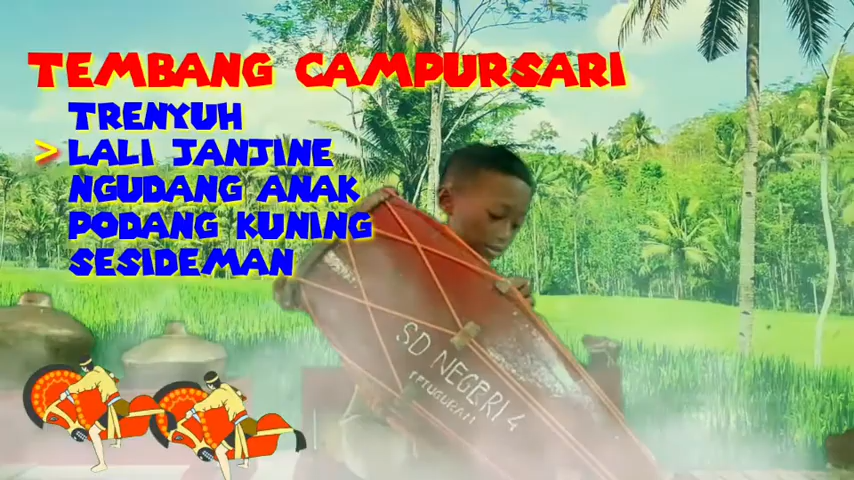 TEMBANG CAMPURSARI
TRENYUH
> LALI JANJINE
NGUDANG ANAK
PODANG KUNING
SESIDEMAN
SD NEGERI 4